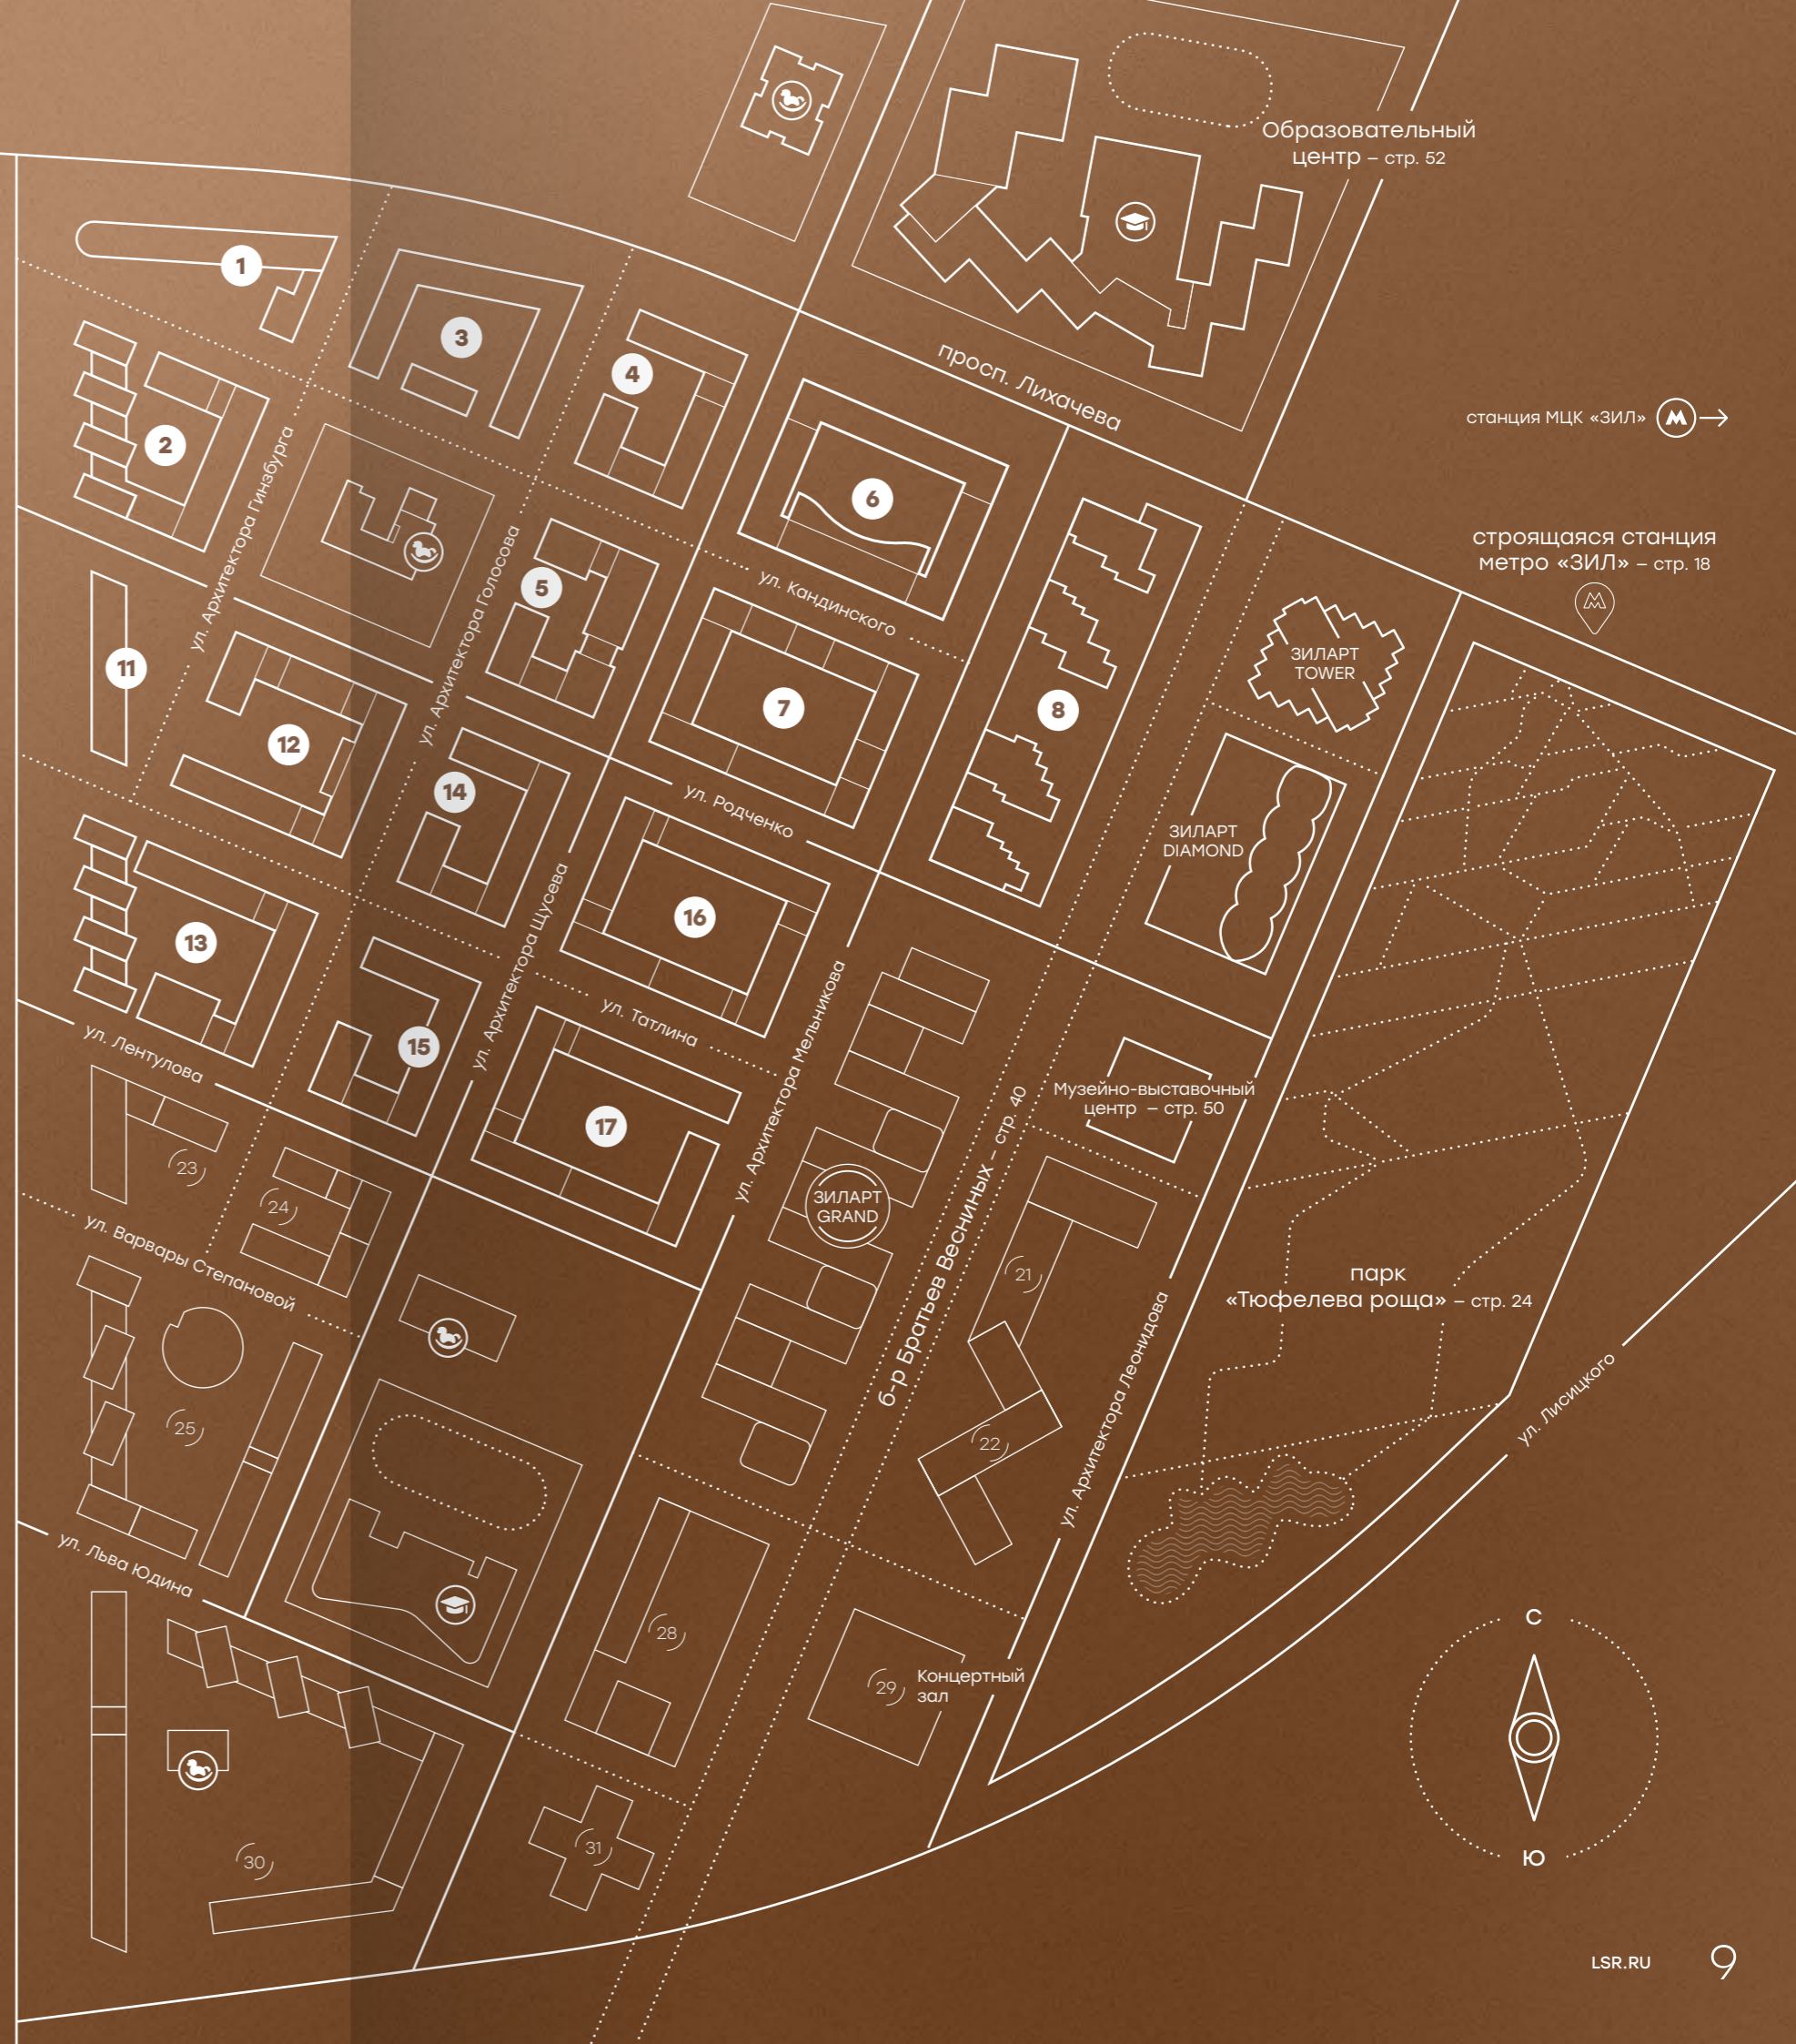 Образовательный
центр – стр. 52
1
3
4
просп. Лихачева
станция МЦК «ЗИЛ»
2
6
строящаяся станция
метро «ЗИЛ» – стр. 18
ул. Архитектора Гинзбурга
ул. Архитектора Голосова
5
ул. Кандинского
11
ЗИЛАРТ
TOWER
7
8
12
14
ул. Родченко
ЗИЛАРТ
DIAMOND
13
16
ул. Архитектора Щусева
ул. Лентулова
15
ул. Татлина
ул. Архитектора Мельникова
Музейно-выставочный
центр – стр. 50
17
23
24
ЗИЛАРТ
GRAND
б-р Братьев Весниных – стр. 40
ул. Варвары Степановой
21
парк
«Тюфелева роща» – стр. 24
25
22
ул. Архитектора Леонидова
ул. Лисицкого
ул. Льва Юдина
28
29
Концертный
зал
С
30
31
Ю
LSR.RU
9